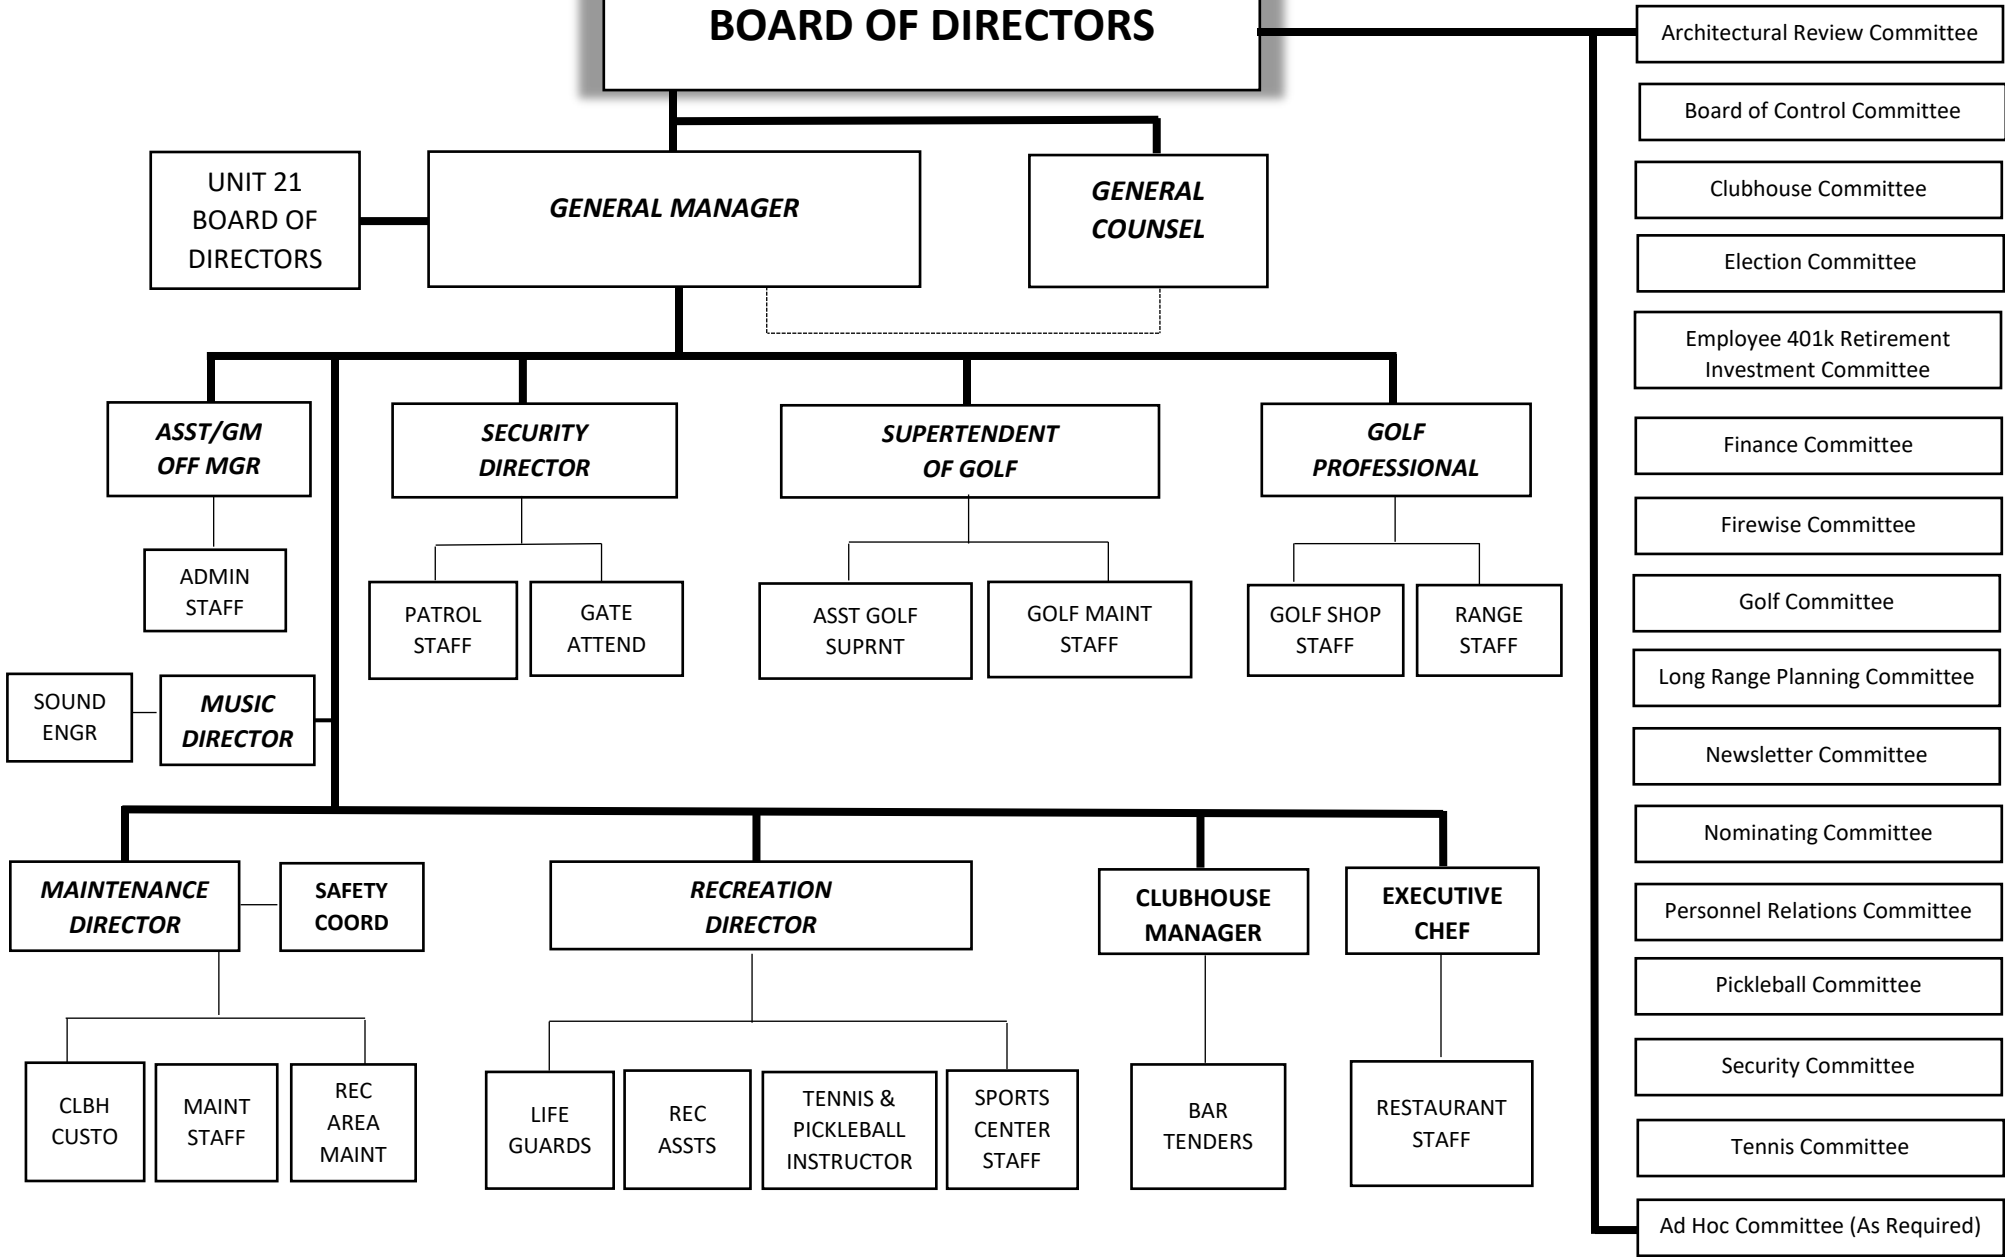 BOARD OF DIRECTORS
UNIT 21
BOARD OF
DIRECTORS
GENERAL MANAGER
GENERAL
COUNSEL
ASST/GM
OFF MGR
SECURITY
DIRECTOR
SUPERTENDENT
OF GOLF
GOLF
PROFESSIONAL
ADMIN
STAFF
PATROL
STAFF
GATE
ATTEND
ASST GOLF
SUPRNT
GOLF MAINT
STAFF
GOLF SHOP
STAFF
RANGE
STAFF
SOUND
ENGR
MUSIC
DIRECTOR
MAINTENANCE
DIRECTOR
SAFETY
COORD
RECREATION
DIRECTOR
CLUBHOUSE
MANAGER
EXECUTIVE
CHEF
CLBH
CUSTO
MAINT
STAFF
REC
AREA
MAINT
LIFE
GUARDS
REC
ASSTS
TENNIS &
PICKLEBALL
INSTRUCTOR
SPORTS
CENTER
STAFF
BAR
TENDERS
RESTAURANT
STAFF
Architectural Review Committee
Board of Control Committee
Clubhouse Committee
Election Committee
Employee 401k Retirement
Investment Committee
Finance Committee
Firewise Committee
Golf Committee
Long Range Planning Committee
Newsletter Committee
Nominating Committee
Personnel Relations Committee
Pickleball Committee
Security Committee
Tennis Committee
Ad Hoc Committee (As Required)